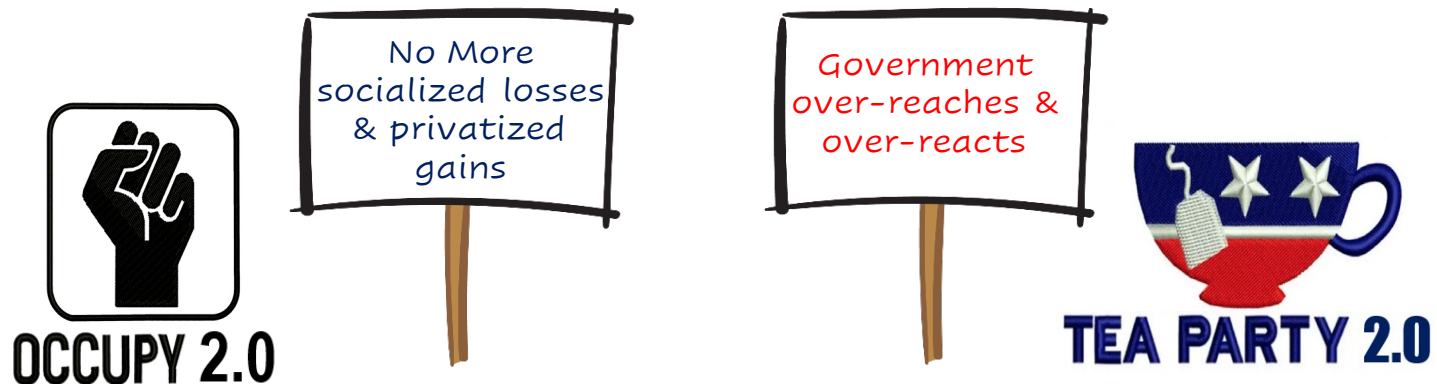 No More
socialized losses
& privatized
gains
Government
over-reaches &
over-reacts
OCCUPY 2.0
TEA PARTY 2.0